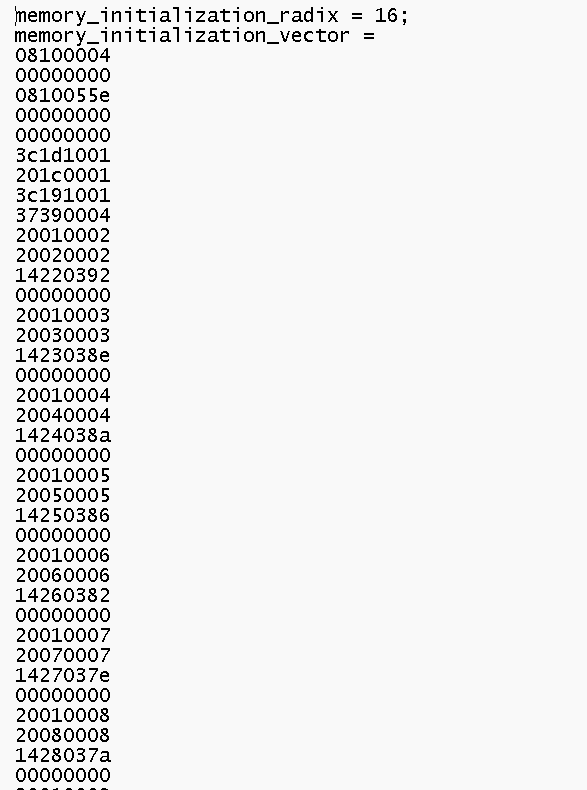 memory_initialization_radix = 16;
memory_initialization_vector =
08100004
00000000
0810055e
00000000
00000000
3c1d1001
201c0001
3c191001
37390004
20010002
20020002
14220392
00000000
20010003
20030003
1423038e
00000000
20010004
20040004
1424038a
00000000
20010005
20050005
14250386
00000000
20010006
20060006
14260382
00000000
20010007
20070007
1427037e
00000000
20010008
20080008
1428037a
00000000